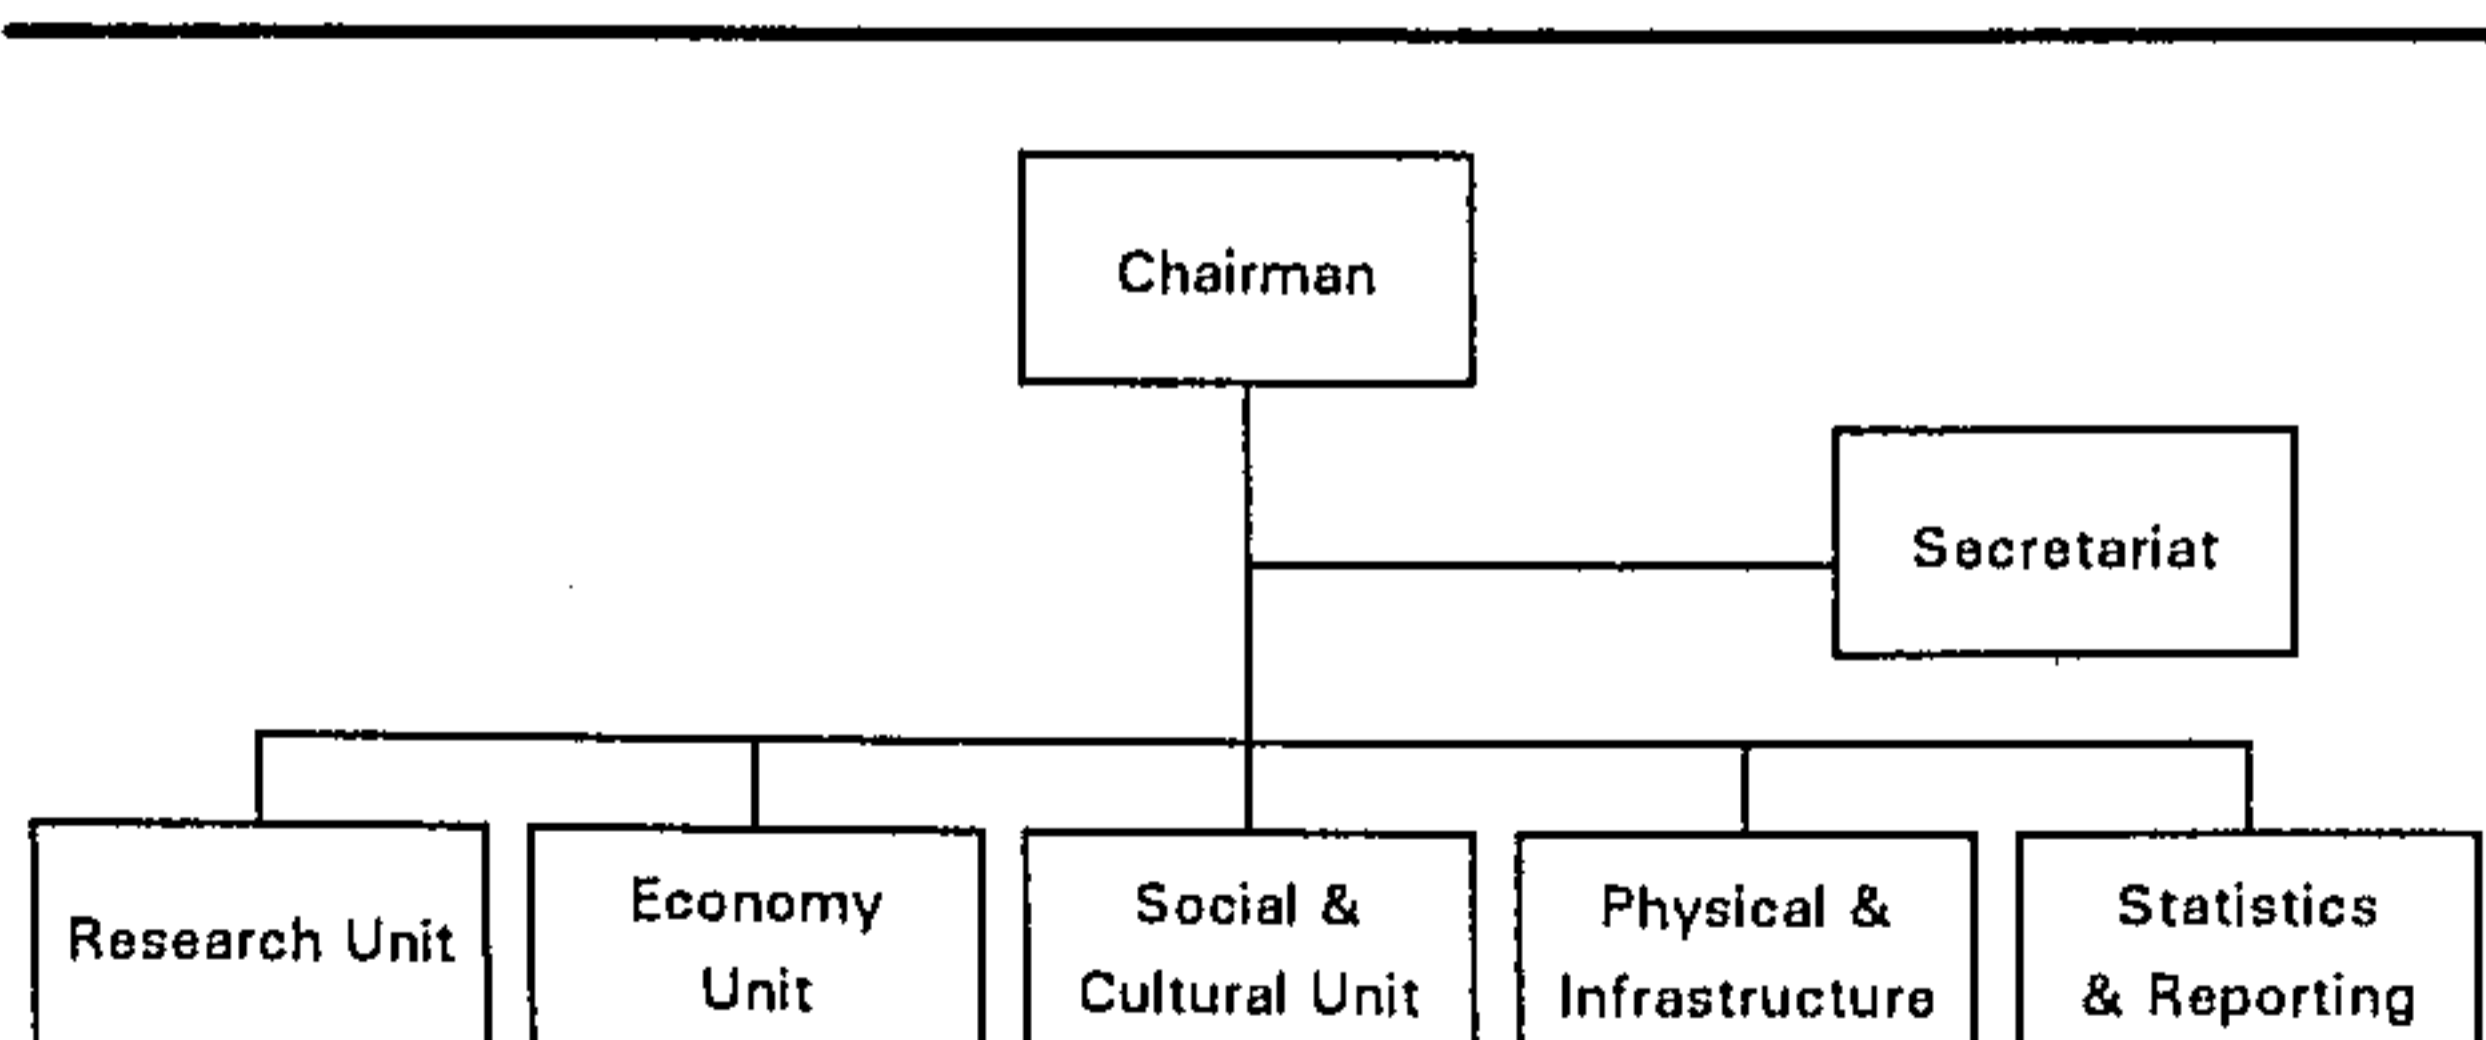 Chairman
Secretariat
Research Unit
Economy
Unit
Social &
Cultural Unit
Physical &
Infrastructure
Statistics
& Reporting